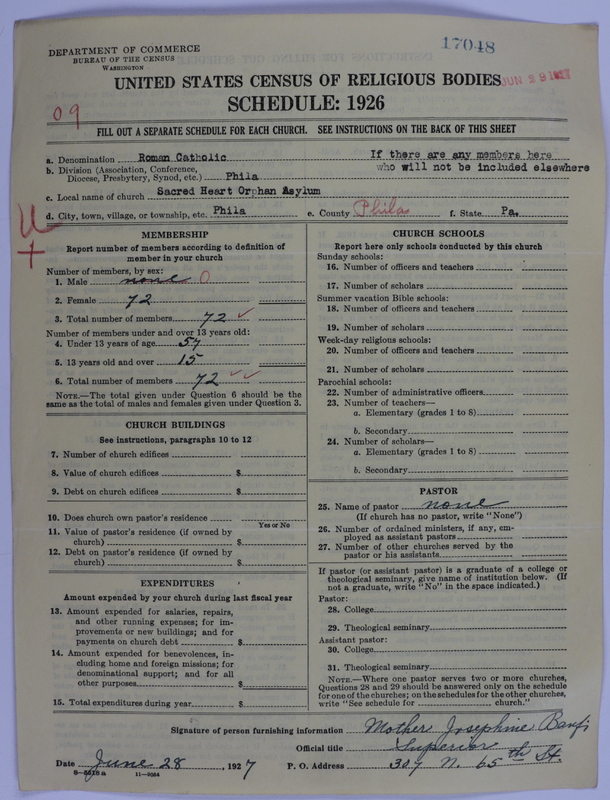 17048
DEPARTMENT OF COMMERCE
BUREAU OF THE CENSUS
WASHINGTON
UNITED STATES CENSUS OF RELIGIOUS BODIES
JUN 29 1927
SCHEDULE: 1926
09
FILL OUT A SEPARATE SCHEDULE FOR EACH CHURCH. SEE INSTRUCTIONS ON THE BACK OF THIS SHEET
a. Denomination Roman Catholic If there are any members here
b. Division (Association, Conference, who will not be included elsewhere
Diocese, Presbytery, Synod, etc.) Phila
c. Local name of church Sacred Heart Orphan Asylum
d. City, town, village, or township, etc. Phila e. County Phila f. State Pa.
MEMBERSHIP
Report number of members according to definition of
member in your church
Number of members, by sex:
1. Male none 0
2. Female 72
3. Total number of members 72
Number of members under and over 13 years old:
4. Under 13 years of age 57
5. 13 years old and over 15
6. Total number of members 72
NOTE.—The total given under Question 6 should be
same as the total of males and females given under Question 3.
CHURCH BUILDINGS
See instructions, paragraphs 10 to 12
7. Number of church edifices
8. Value of church edifices $
9. Debt on church edifices $
10. Does church own pastor's residence
Yes or No
11. Value of pastor's residence (if owned by
church) $
12. Debt on pastor's residence (if owned by
church) $
EXPENDITURES
Amount expended by your church during last fiscal year
13. Amount expended for salaries, repairs,
and other running expenses; for im-
provements or new buildings; and for
payments on church debt $
14. Amount expended for benevolences, in-
cluding home and foreign missions; for
denominational support; and for all
other purposes $
15. Total expenditures during year $
CHURCH SCHOOLS
Report here only schools conducted by this church
Sunday schools:
16. Number of officers and teachers
17. Number of scholars
Summer vacation Bible schools:
18. Number of officers and teachers
19. Number of scholars
Week-day religious schools:
20. Number of officers and teachers
21. Number of scholars
Parochial schools:
22. Number of administrative officers
23. Number of teachers—
a. Elementary (grades 1 to 8)
b. Secondary
24. Number of scholars—
a. Elementary (grades 1 to 8)
b. Secondary
PASTOR
25. Name of pastor none
(If church has no pastor, write "None")
26. Number of ordained ministers, if any, em-
ployed as assistant pastors
27. Number of other churches served by the
pastor or his assistants
If pastor (or assistant pastor) is a graduate of a college or
theological seminary, give name of institution below. (If
not a graduate, write "No" in the space indicated.)
Pastor:
28. College
29. Theological seminary
Assistant pastor:
30. College
31. Theological seminary
NOTE.—Where one pastor serves two or more churches,
Questions 28 and 29 should be answered only on the schedule
for one of the churches; on the schedules for the other churches,
write "See schedule for church."
Signature of person furnishing information Mother Josephine
Official title Superior
Date June 28, 1927 P. O. Address 307 N. 65th St.
8-5518a 11-9064